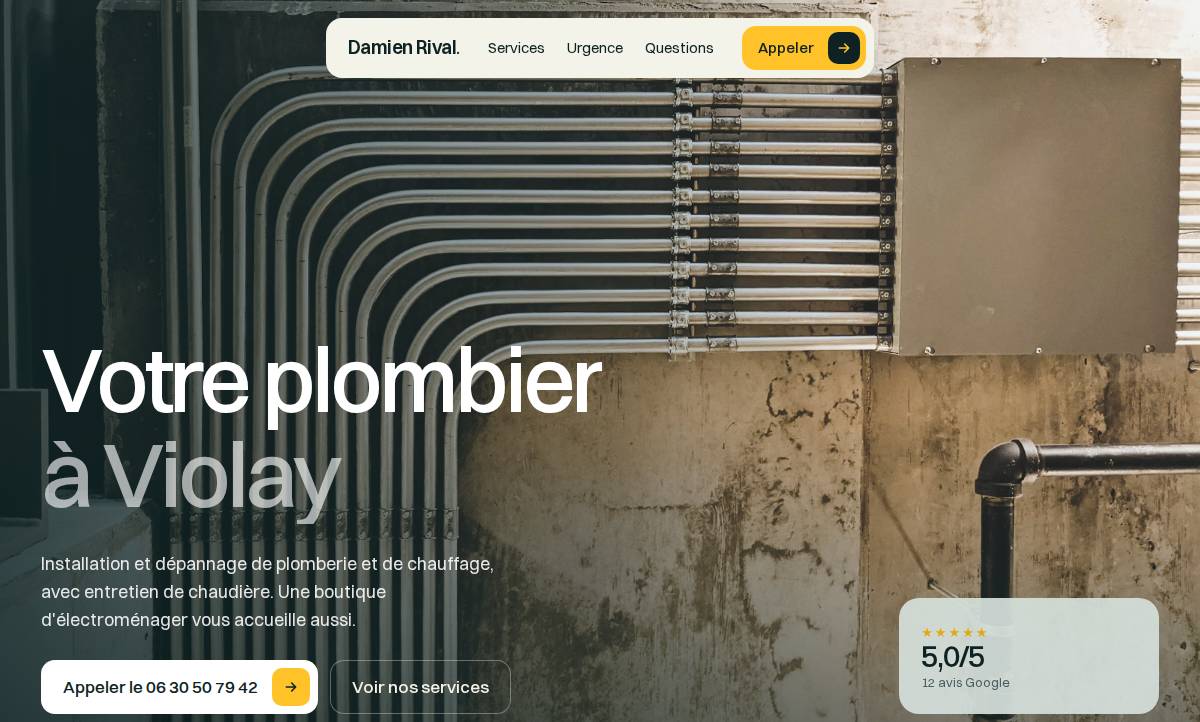 Damien Rival.
Services
Urgence
Questions
Appeler
Votre plombier
à Violay
Installation et dépannage de plomberie et de chauffage,
avec entretien de chaudière. Une boutique
d'électroménager vous accueille aussi.
Appeler le 06 30 50 79 42
Voir nos services
★★★★★
5,0/5
12 avis Google